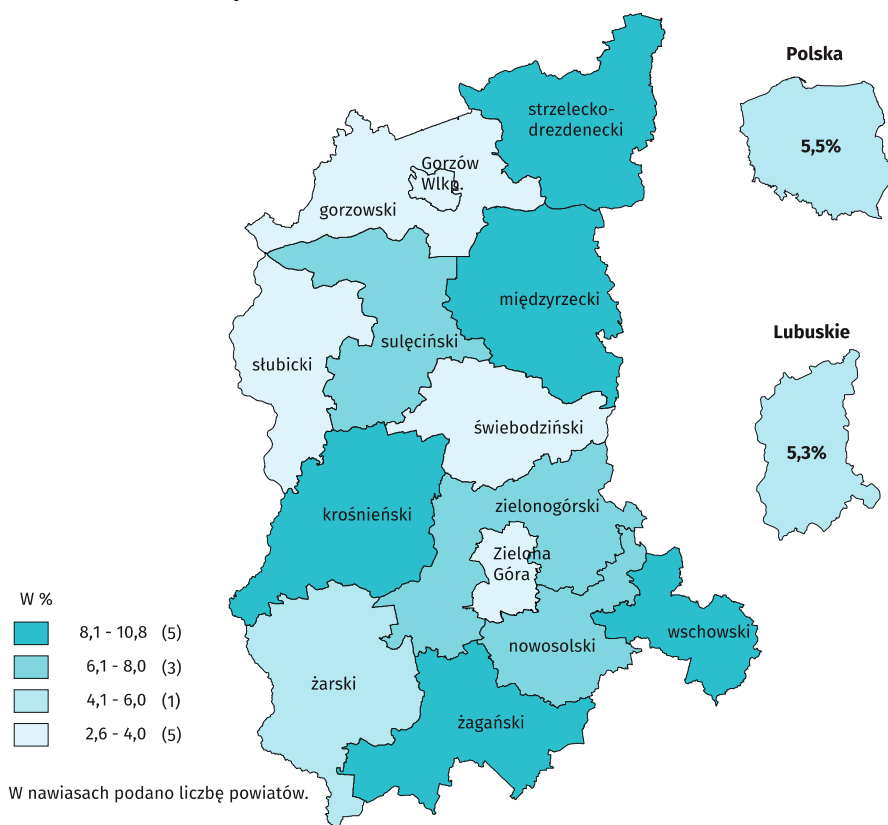 Polska
5,5%
strzelecko-
drezdenecki
Gorzów
Wlkp.
gorzowski
międzyrzecki
Lubuskie
5,3%
sulęciński
słubicki
świebodziński
zielonogórski
krośnieński
Zielona
Góra
W %
8,1 - 10,8 (5)
6,1 - 8,0 (3)
4,1 - 6,0 (1)
2,6 - 4,0 (5)
wschowski
nowosolski
żarski
żagański
W nawiasach podano liczbę powiatów.